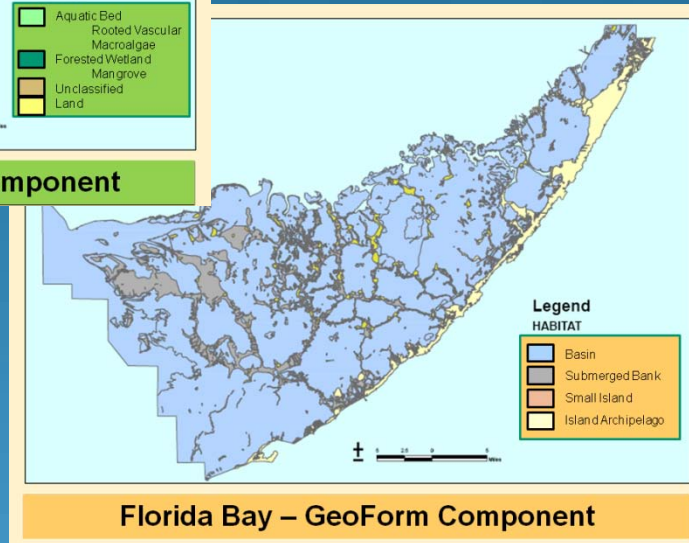 Aquatic Bed
Rooted Vascular
Macroalgae
Forested Wetland
Mangrove
Unclassified
Land
mponent
Legend
HABITAT
Basin
Submerged Bank
Small Island
Island Archipelago
Miles
Florida Bay – GeoForm Component